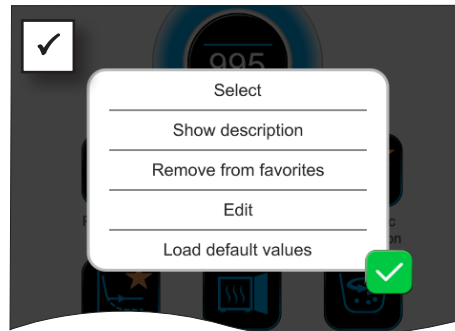 995
Select
Show description
Remove from favorites
Edit
Load default values